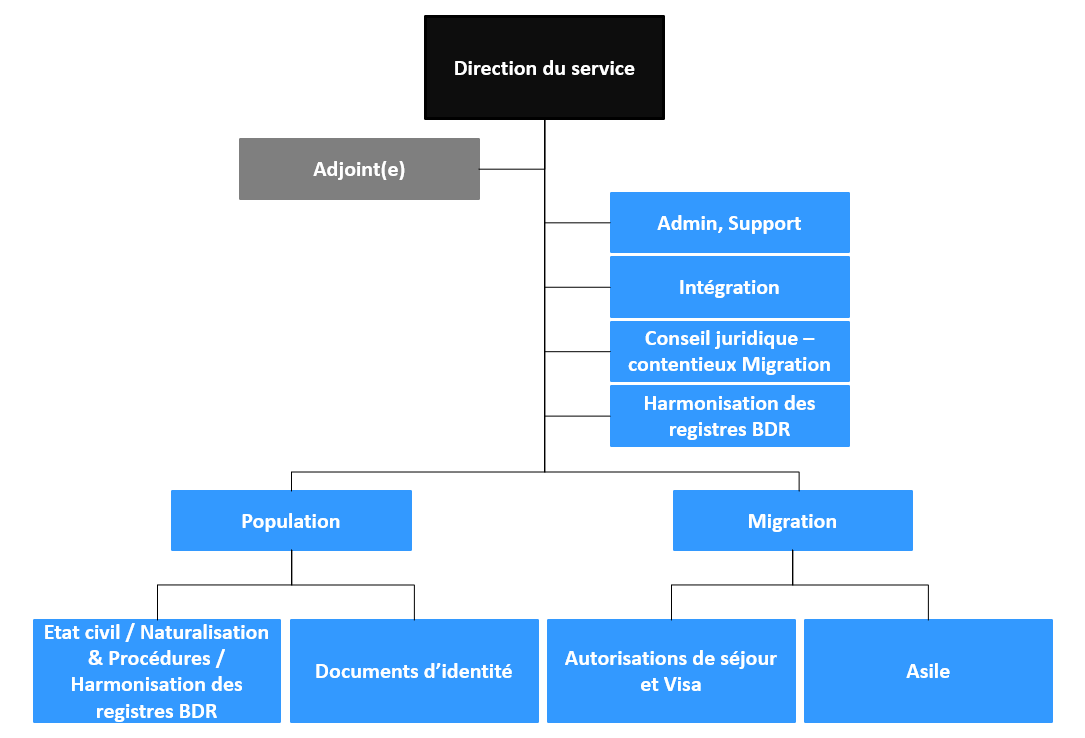 Direction du service
Adjoint(e)
Admin, Support
Intégration
Conseil juridique –
contentieux Migration
Harmonisation des
registres BDR
Population
Migration
Etat civil / Naturalisation
& Procédures /
Harmonisation des
registres BDR
Documents d’identité
Autorisations de séjour
et Visa
Asile